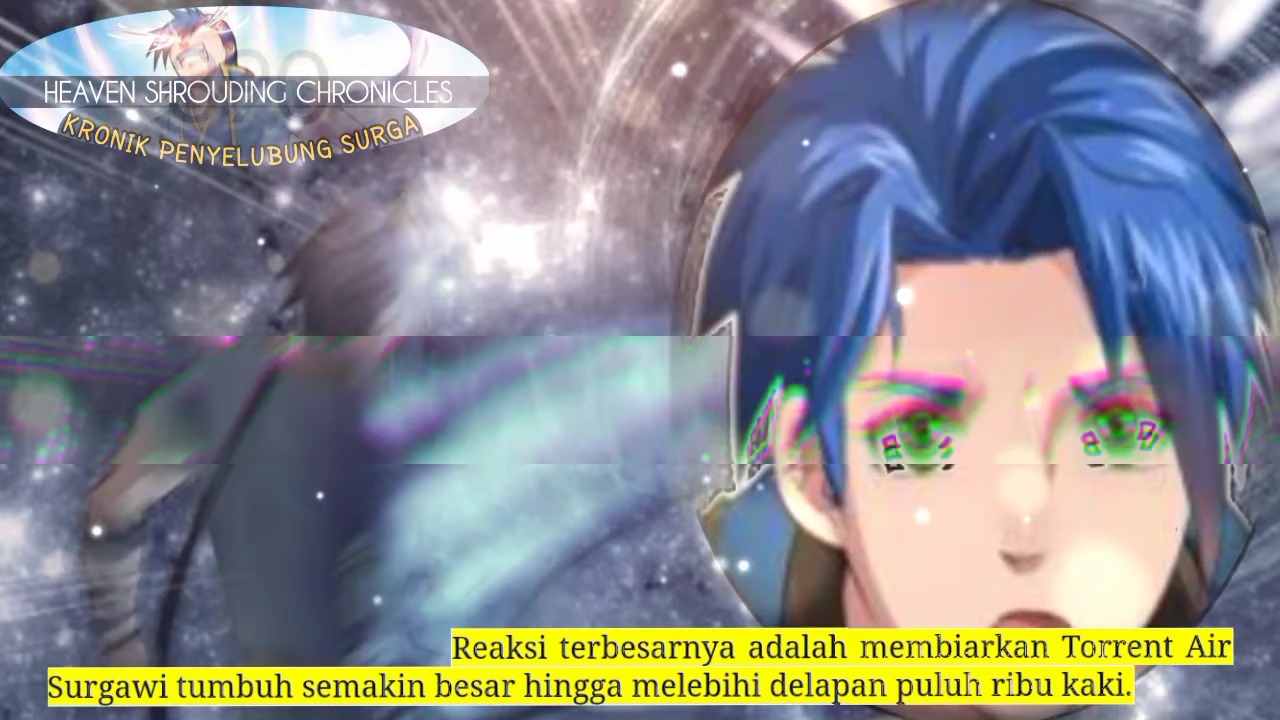 HEAVEN SHROUDING CHRONICLES
KRONIK PENYELUBUNG SURGA
Reaksi terbesarnya adalah membiarkan Torrent Air
Surgawi tumbuh semakin besar hingga melebihi delapan puluh ribu kaki.